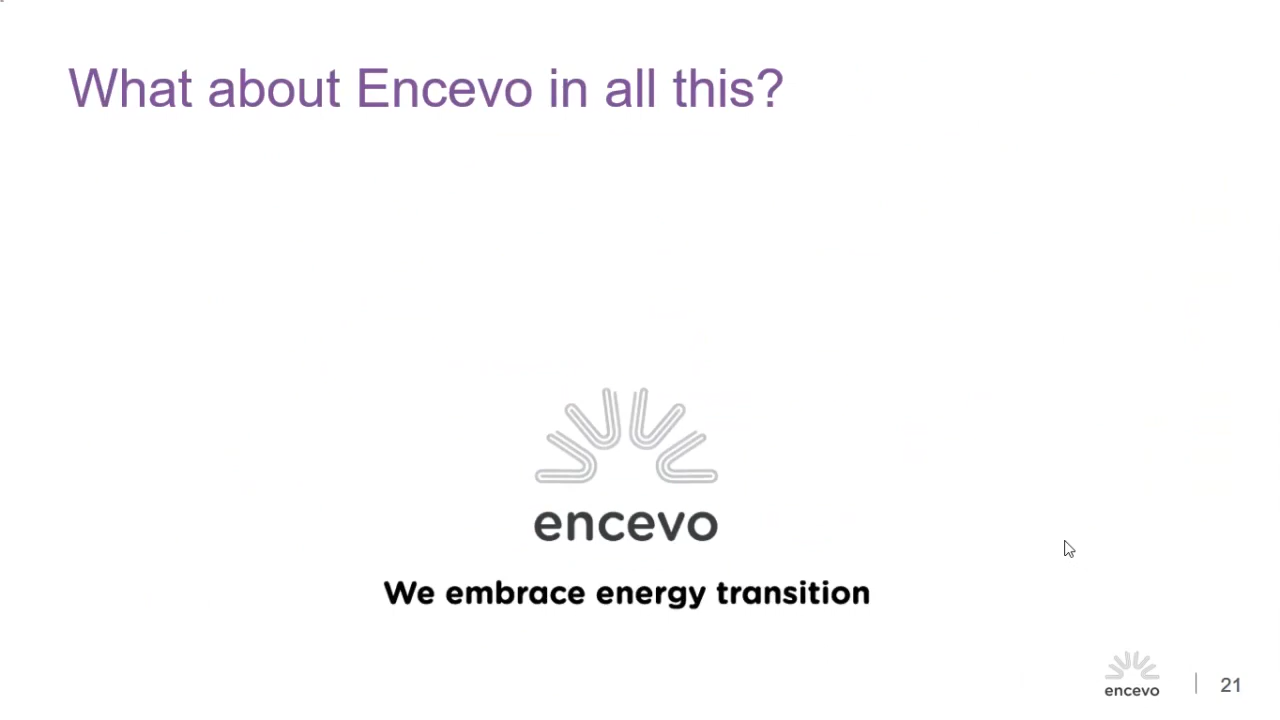 What about Encevo in all this?
encevo
We embrace energy transition
encevo
21